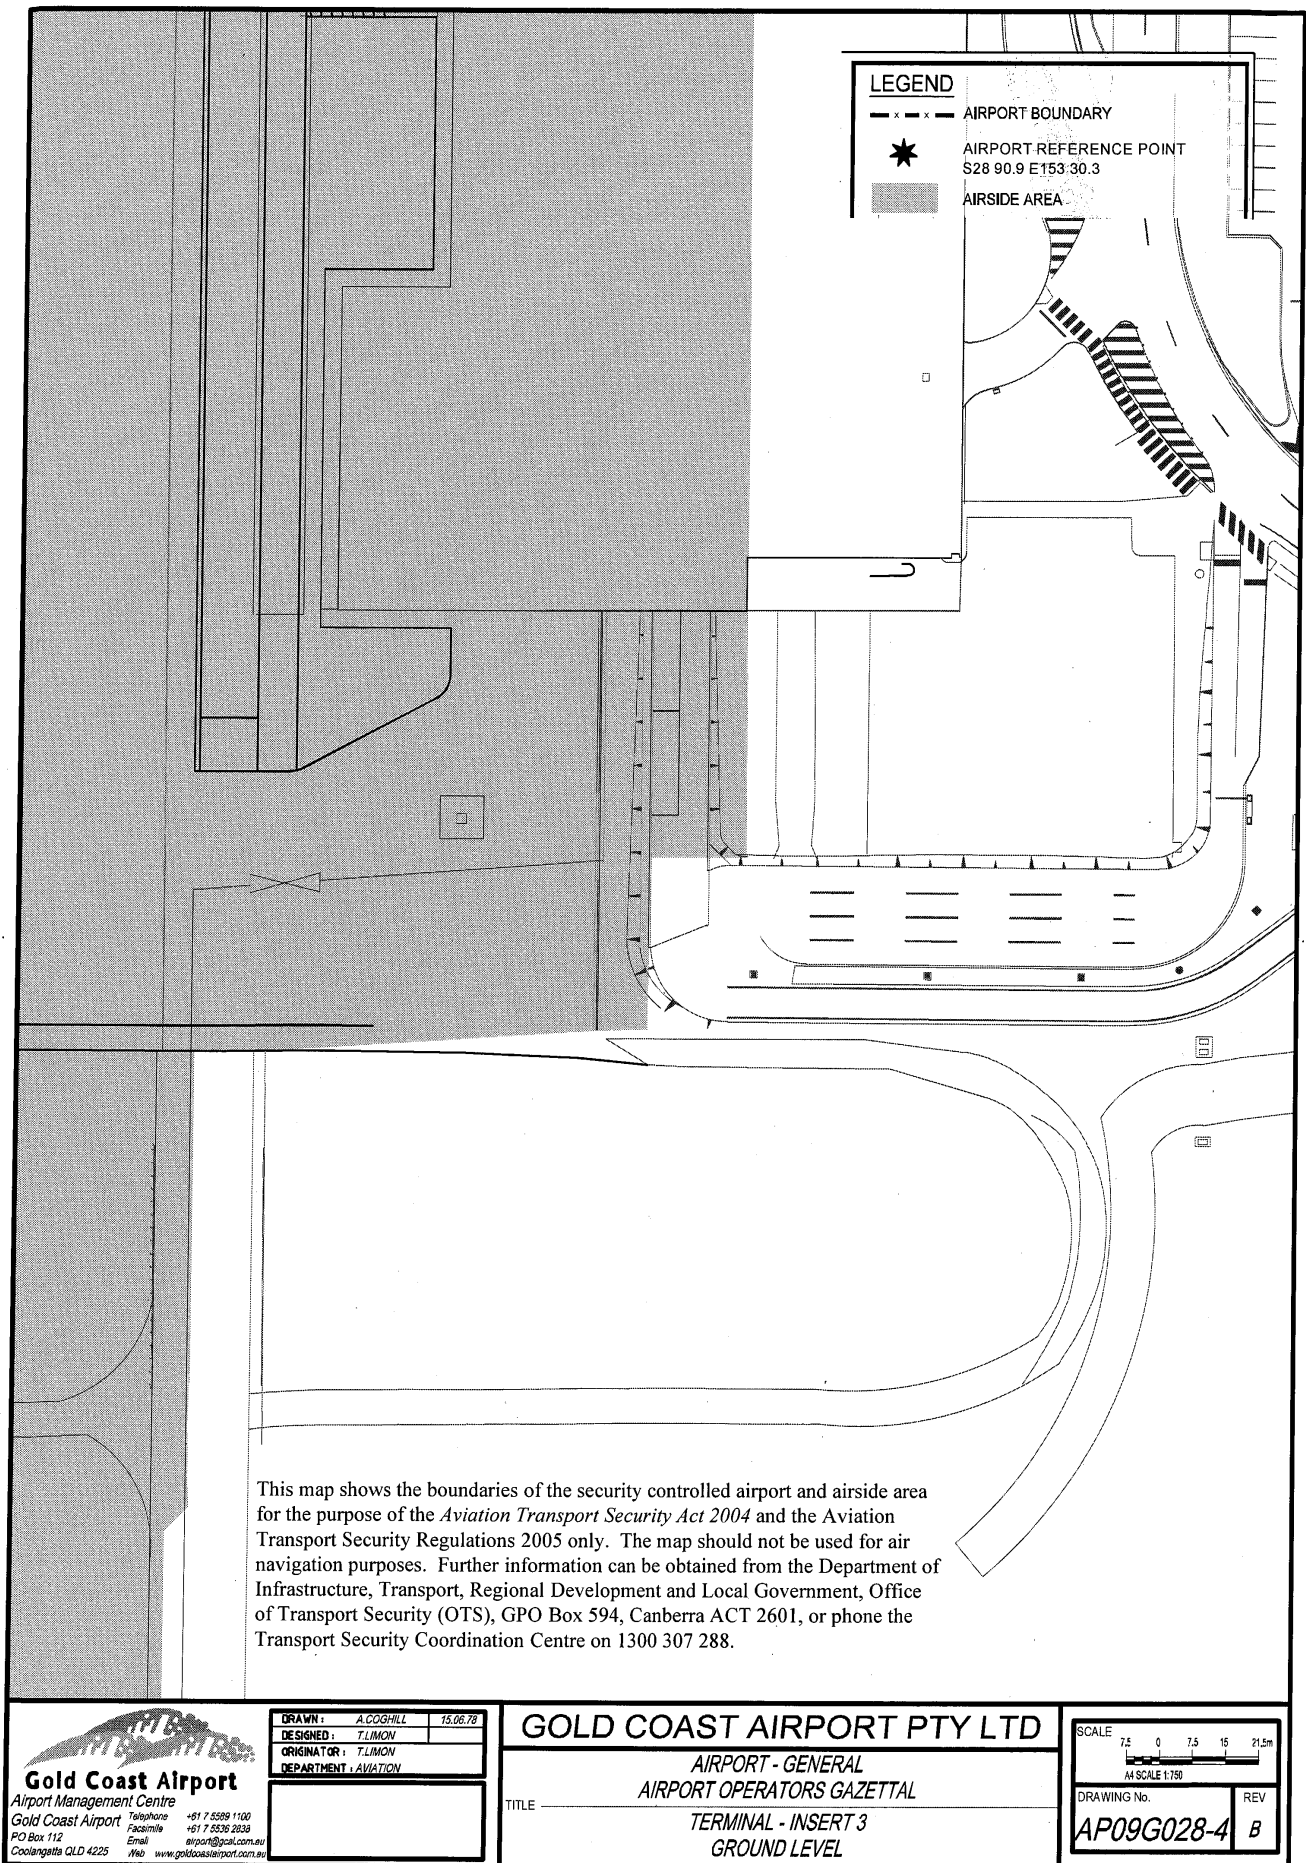 LEGEND
AIRPORT BOUNDARY
AIRPORT REFERENCE POINT
S28 90.9 E153 30.3
AIRSIDE AREA
This map shows the boundaries of the security controlled airport and airside area
for the purpose of the Aviation Transport Security Act 2004 and the Aviation
Transport Security Regulations 2005 only. The map should not be used for air
navigation purposes. Further information can be obtained from the Department of
Infrastructure, Transport, Regional Development and Local Government, Office
of Transport Security (OTS), GPO Box 594, Canberra ACT 2601, or phone the
Transport Security Coordination Centre on 1300 307 288.
Gold Coast Airport
Airport Management Centre
Gold Coast Airport Telephone +61 7 5589 1100
Facsimile +61 7 5536 2838
PO Box 112 Email airport@gcal.com.au
Coolangatta QLD 4225 Web www.goldcoastairport.com.au
DRAWN : A.COGHILL 15.06.78
DESIGNED : T.LIMON
ORIGINATOR : T.LIMON
DEPARTMENT : AVIATION
GOLD COAST AIRPORT PTY LTD
AIRPORT - GENERAL
AIRPORT OPERATORS GAZETTAL
TITLE
TERMINAL - INSERT 3
GROUND LEVEL
SCALE
7.5 0 7.5 15 21.5m
A4 SCALE 1:750
DRAWING No. REV
AP09G028-4 B